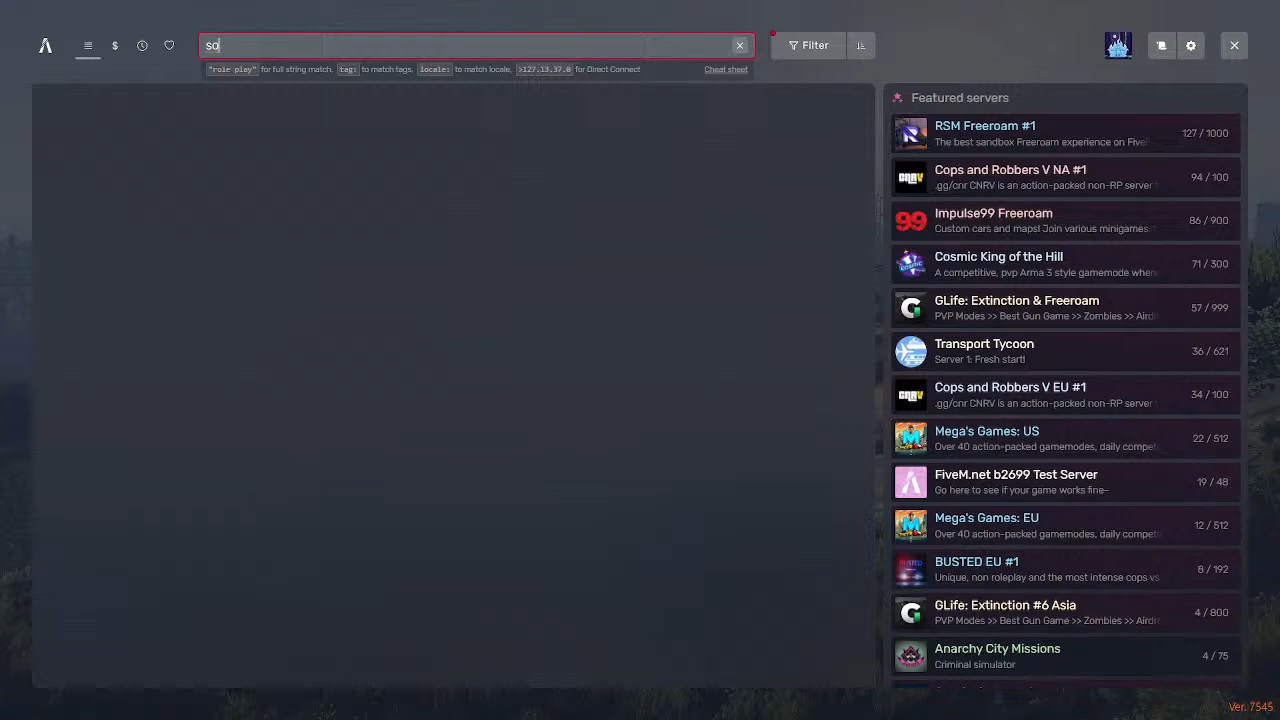 $
so
Filter
"role play" for full string match, tag: to match tags, locale: to match locale, >127.13.37.0 for Direct Connect
Cheat sheet
Featured servers
RSM Freeroam #1
The best sandbox Freeroam experience on Five
127 / 1000
CNRV
Cops and Robbers V NA #1
.gg/cnr CNRV is an action-packed non-RP server
94 / 100
99
Impulse99 Freeroam
Custom cars and maps! Join various minigames:
86 / 900
COSMIC
Cosmic King of the Hill
A competitive, pvp Arma 3 style gamemode
71 / 300
G
GLife: Extinction & Freeroam
PVP Modes >> Best Gun Game >> Zombies >> Aird
57 / 999
Transport Tycoon
Server 1: Fresh start!
36 / 621
CNRV
Cops and Robbers V EU #1
.gg/cnr CNRV is an action-packed non-RP server
34 / 100
M
Mega's Games: US
Over 40 action-packed gamemodes, daily compet
22 / 512
FiveM.net b2699 Test Server
Go here to see if your game works fine~
19 / 48
M
Mega's Games: EU
Over 40 action-packed gamemodes, daily compet
12 / 512
BUSTED
BUSTED EU #1
Unique, non roleplay and the most intense cops vs
8 / 192
G
GLife: Extinction #6 Asia
PVP Modes >> Best Gun Game >> Zombies >> Aird
4 / 800
Anarchy City Missions
Criminal simulator
4 / 75
Ver. 7545